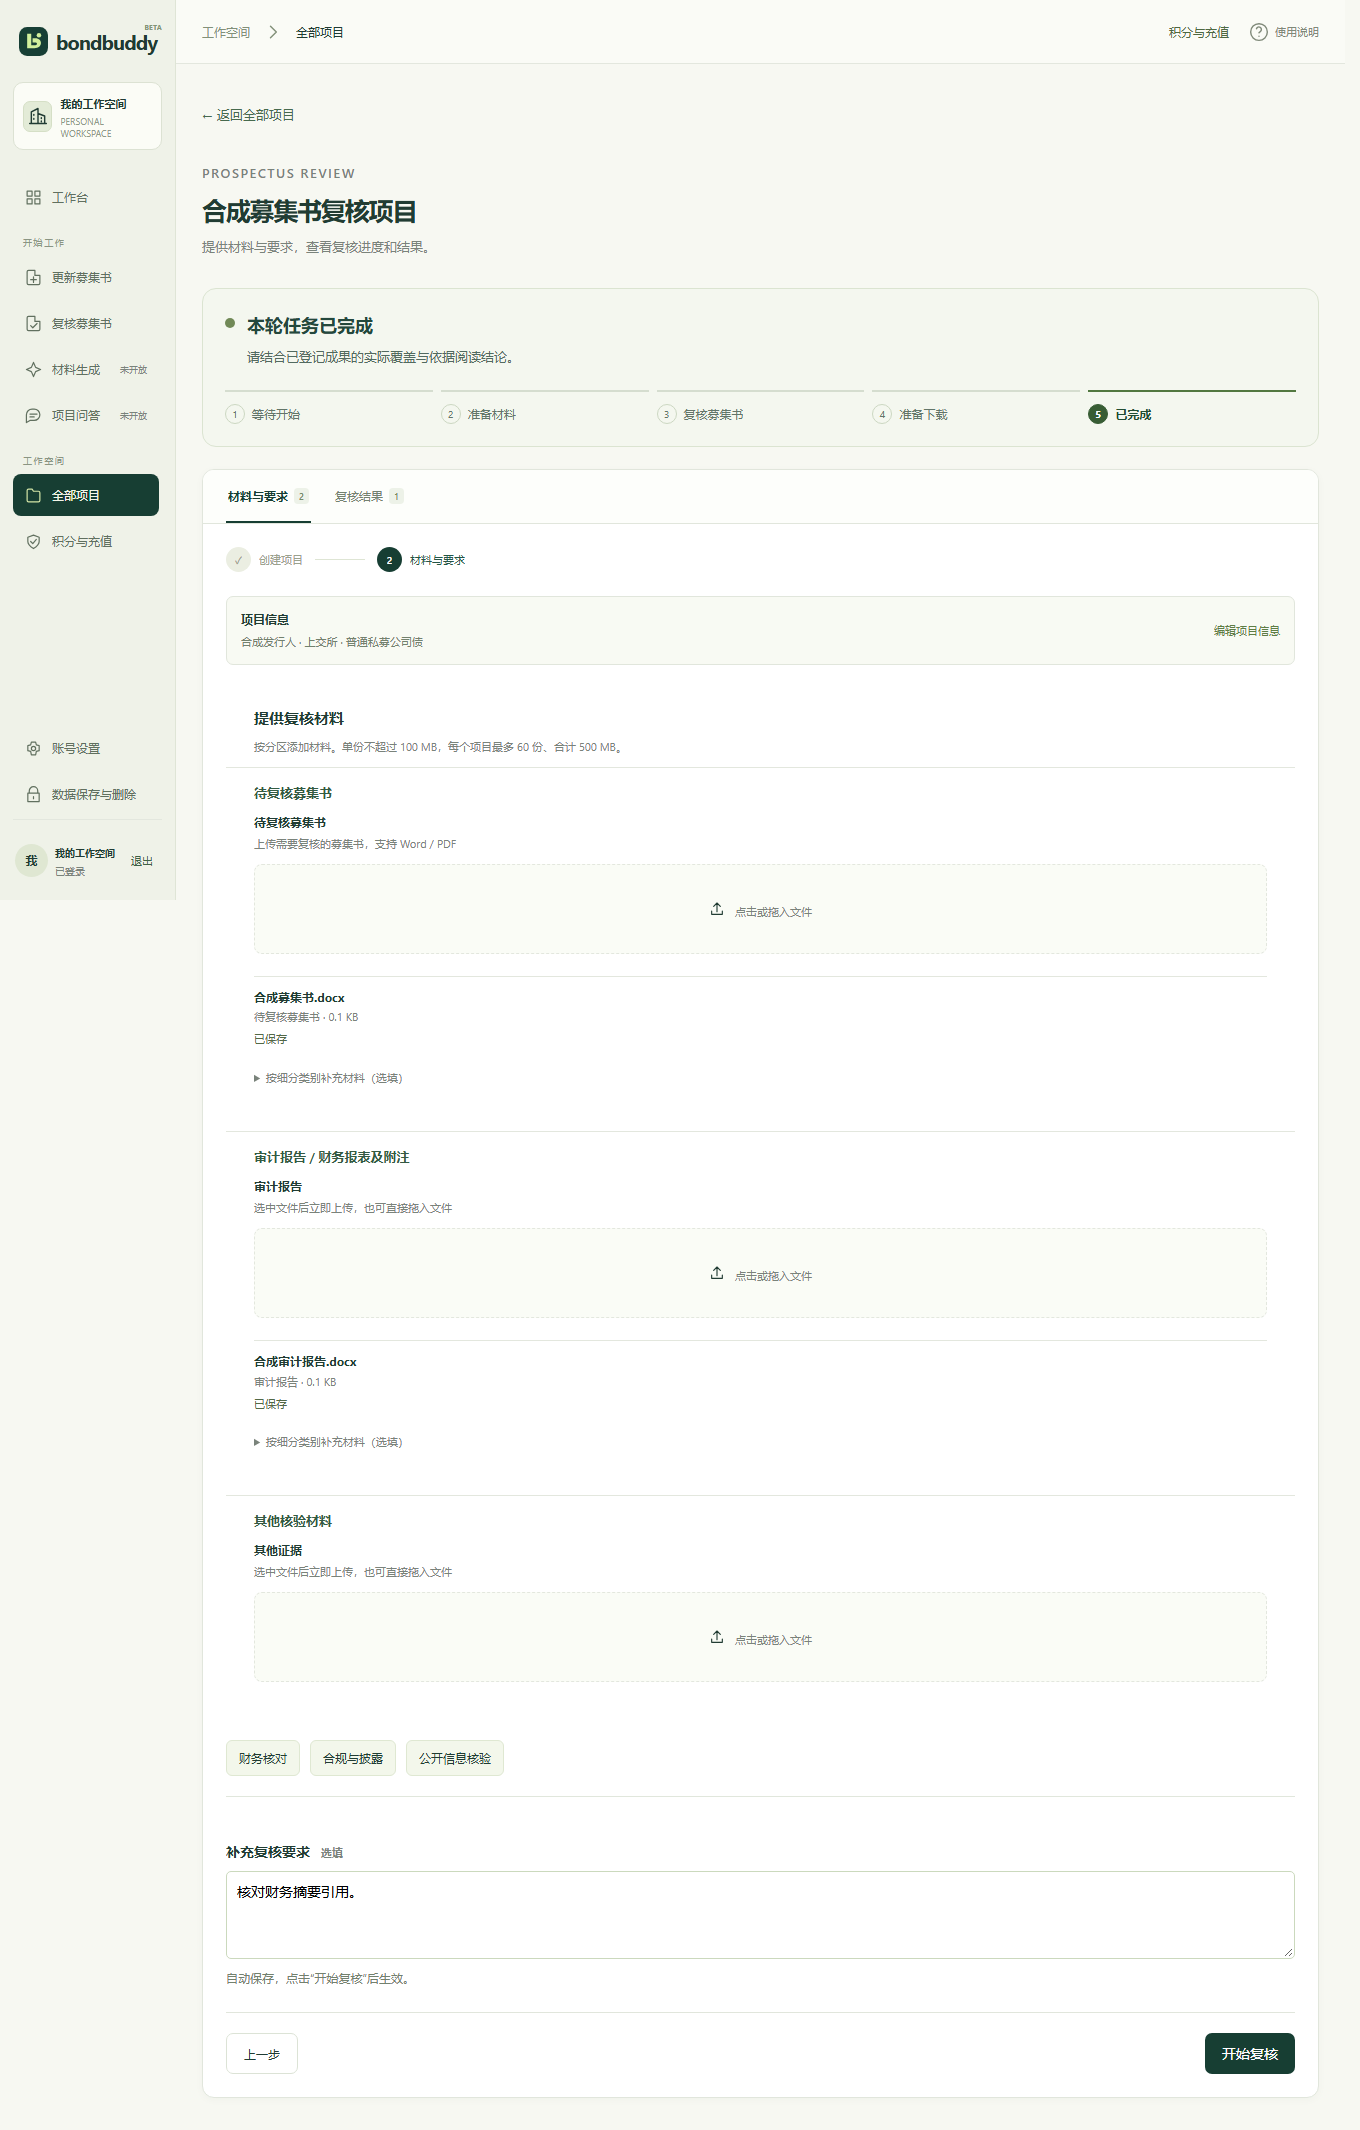 bondbuddy BETA
我的工作空间
PERSONAL
WORKSPACE
工作台
开始工作
更新募集书
复核募集书
材料生成 未开放
项目问答 未开放
工作空间
全部项目
积分与充值
账号设置
数据保存与删除
我 我的工作空间 退出
已登录
工作空间 全部项目 积分与充值 ? 使用说明
← 返回全部项目
PROSPECTUS REVIEW
合成募集书复核项目
提供材料与要求，查看复核进度和结果。
本轮任务已完成
请结合已登记成果的实际覆盖与依据阅读结论。
1 等待开始 2 准备材料 3 复核募集书 4 准备下载 5 已完成
材料与要求 2 复核结果 1
✓ 创建项目 2 材料与要求
项目信息
合成发行人 · 上交所 · 普通私募公司债
编辑项目信息
提供复核材料
按分区添加材料。单份不超过 100 MB，每个项目最多 60 份、合计 500 MB。
待复核募集书
待复核募集书
上传需要复核的募集书，支持 Word / PDF
点击或拖入文件
合成募集书.docx
待复核募集书 · 0.1 KB
已保存
▶ 按细分类别补充材料（选填）
审计报告 / 财务报表及附注
审计报告
选中文件后立即上传，也可直接拖入文件
点击或拖入文件
合成审计报告.docx
审计报告 · 0.1 KB
已保存
▶ 按细分类别补充材料（选填）
其他核验材料
其他证据
选中文件后立即上传，也可直接拖入文件
点击或拖入文件
财务核对 合规与披露 公开信息核验
补充复核要求 选填
核对财务摘要引用。
自动保存，点击“开始复核”后生效。
上一步 开始复核